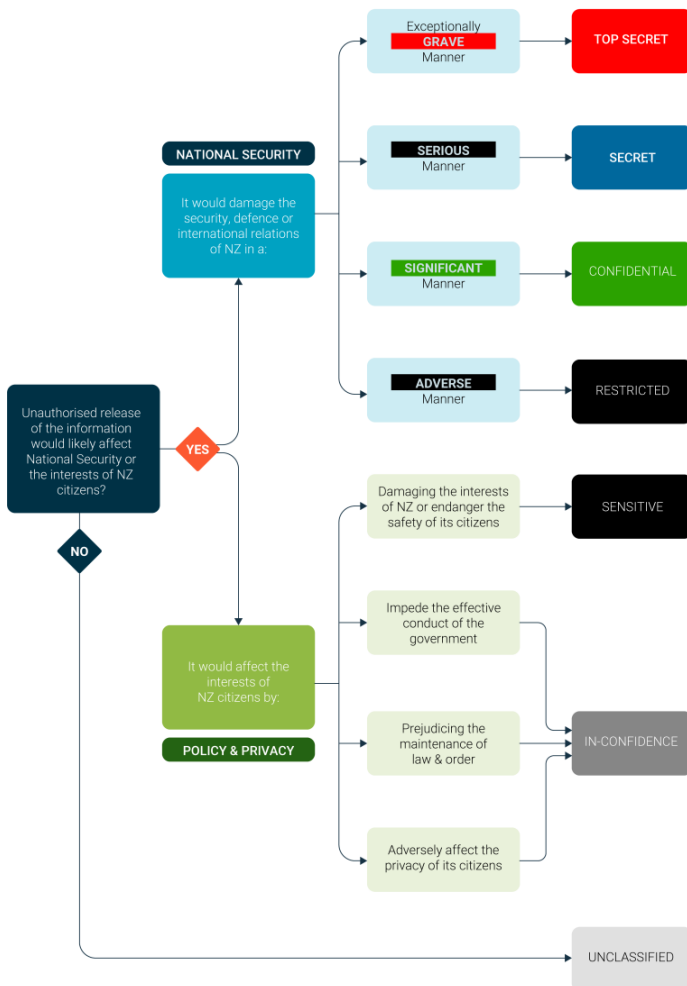 Exceptionally
GRAVE
Manner
TOP SECRET
NATIONAL SECURITY
SERIOUS
Manner
SECRET
It would damage the
security, defence or
international relations
of NZ in a:
SIGNIFICANT
Manner
CONFIDENTIAL
ADVERSE
Manner
RESTRICTED
Unauthorised release
of the information
would likely affect
National Security or
the interests of NZ
citizens?
YES
NO
Damaging the interests
of NZ or endanger the
safety of its citizens
SENSITIVE
Impede the effective
conduct of the
government
It would affect the
interests of
NZ citizens by:
POLICY & PRIVACY
Prejudicing the
maintenance of
law & order
IN-CONFIDENCE
Adversely affect the
privacy of its citizens
UNCLASSIFIED